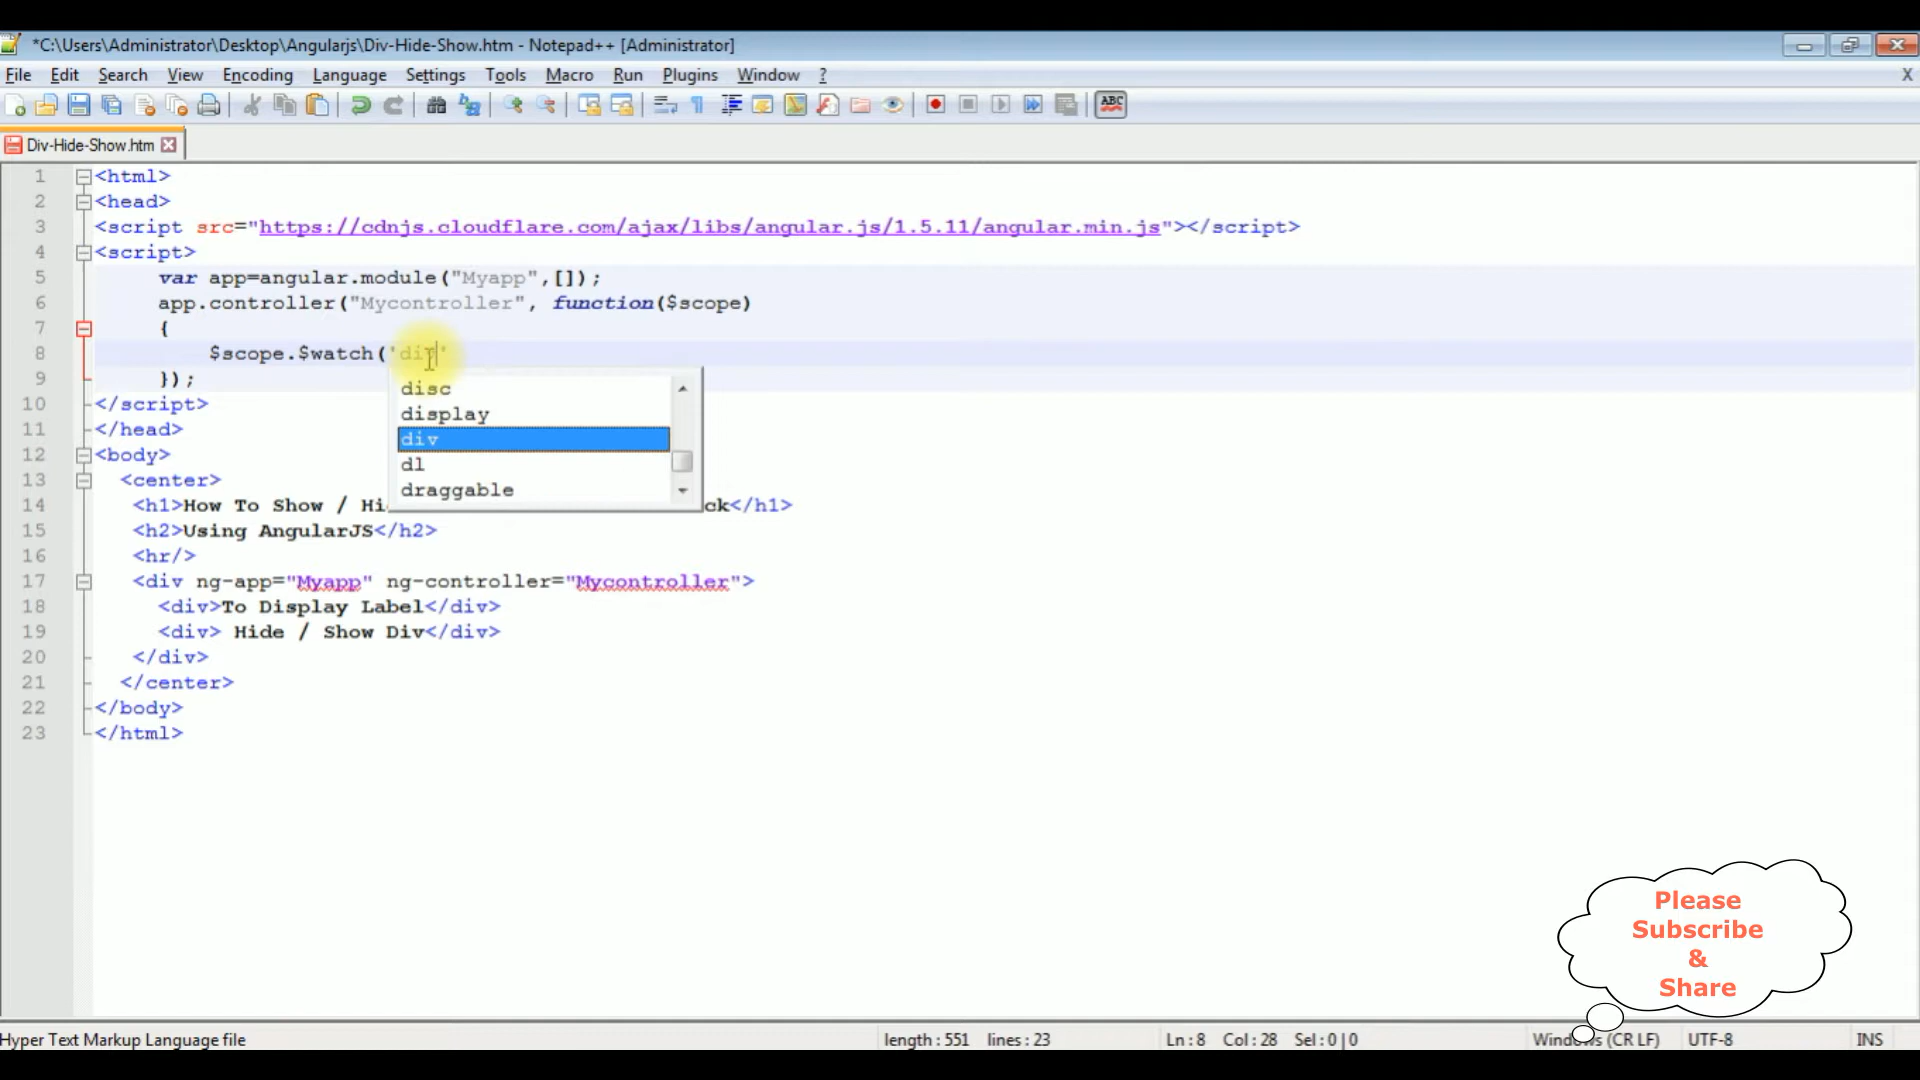 *C:\Users\Administrator\Desktop\Angularjs\Div-Hide-Show.htm - Notepad++ [Administrator]
File Edit Search View Encoding Language Settings Tools Macro Run Plugins Window ? X
ABC
Div-Hide-Show.htm
1 <html>
2 <head>
3 <script src="https://cdnjs.cloudflare.com/ajax/libs/angular.js/1.5.11/angular.min.js"></script>
4 <script>
5 var app=angular.module("Myapp",[]);
6 app.controller("Mycontroller", function($scope)
7 {
8 $scope.$watch('div'
9 });
10 </script>
11 </head>
12 <body>
13 <center>
14 <h1>How To Show / Hi ck</h1>
15 <h2>Using AngularJS</h2>
16 <hr/>
17 <div ng-app="Myapp" ng-controller="Mycontroller">
18 <div>To Display Label</div>
19 <div> Hide / Show Div</div>
20 </div>
21 </center>
22 </body>
23 </html>
disc
display
div
dl
draggable
Please
Subscribe
&
Share
Hyper Text Markup Language file length : 551 lines : 23 Ln : 8 Col : 28 Sel : 0 | 0 Windows (CR LF) UTF-8 INS